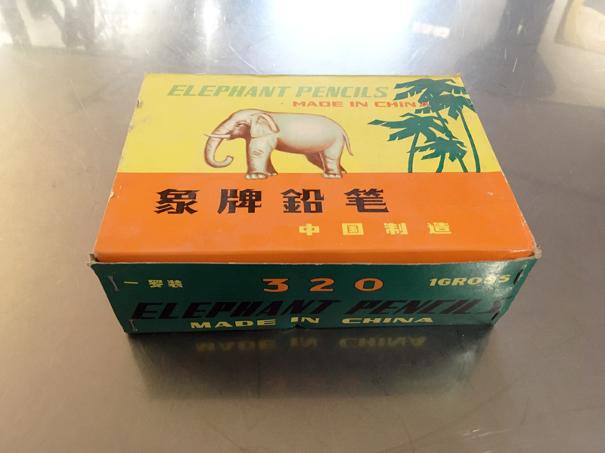 ELEPHANT PENCILS
MADE IN CHINA
象牌鉛笔
中国制造
一罗装 320 1GROSS
ELEPHANT PENCILS
MADE IN CHINA